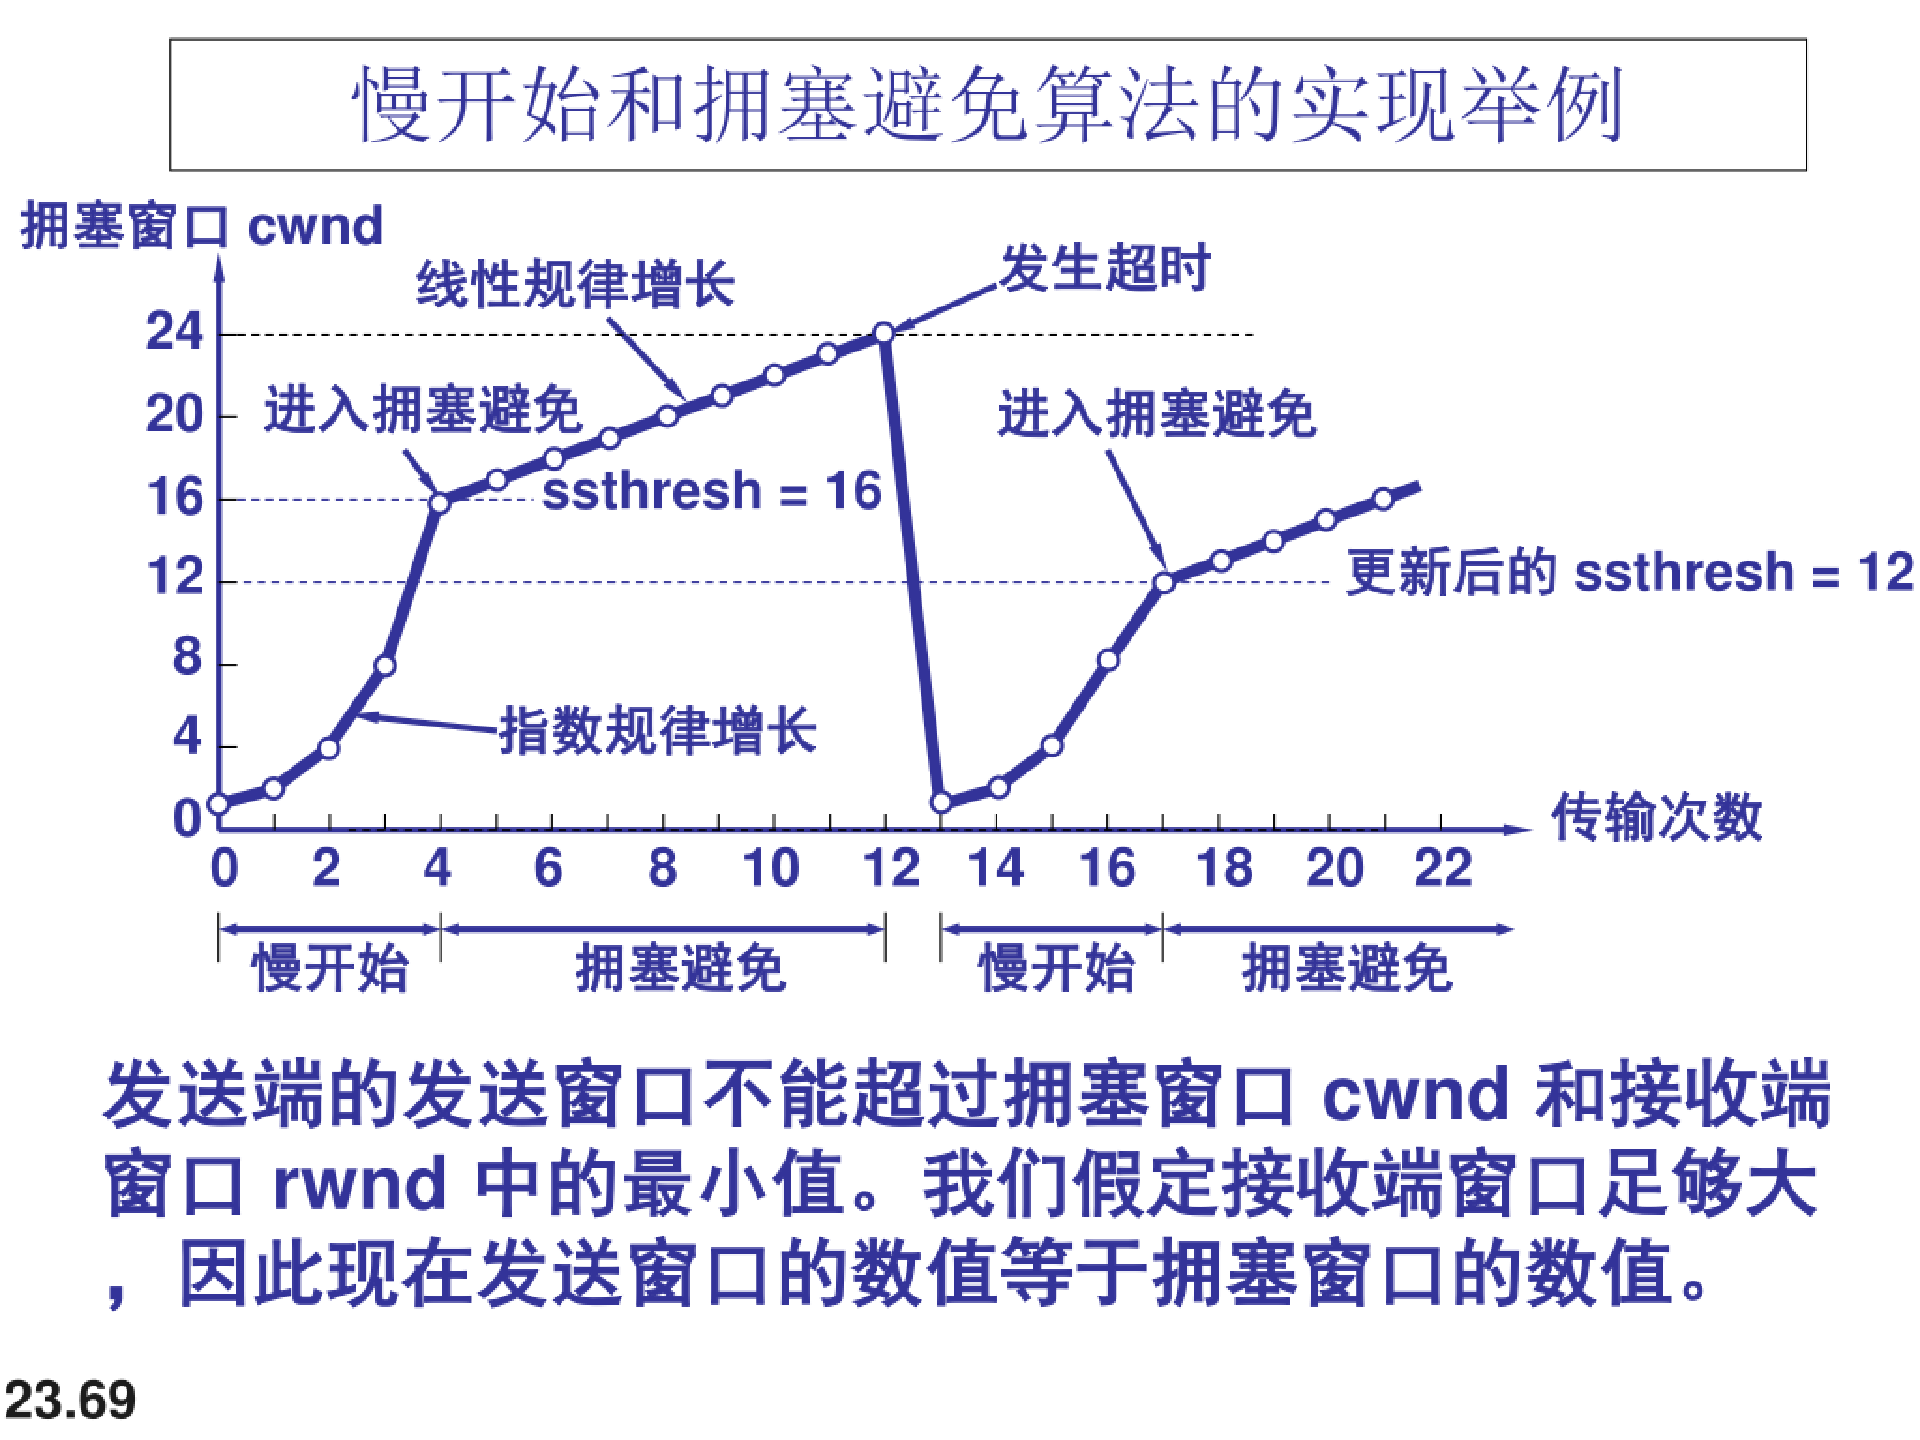 慢开始和拥塞避免算法的实现举例
拥塞窗口 cwnd
线性规律增长
发生超时
24
进入拥塞避免
进入拥塞避免
20
16
ssthresh = 16
12
更新后的 ssthresh = 12
8
4
指数规律增长
0
传输次数
0 2 4 6 8 10 12 14 16 18 20 22
慢开始 拥塞避免 慢开始 拥塞避免
发送端的发送窗口不能超过拥塞窗口 cwnd 和接收端
窗口 rwnd 中的最小值。我们假定接收端窗口足够大
，因此现在发送窗口的数值等于拥塞窗口的数值。
23.69